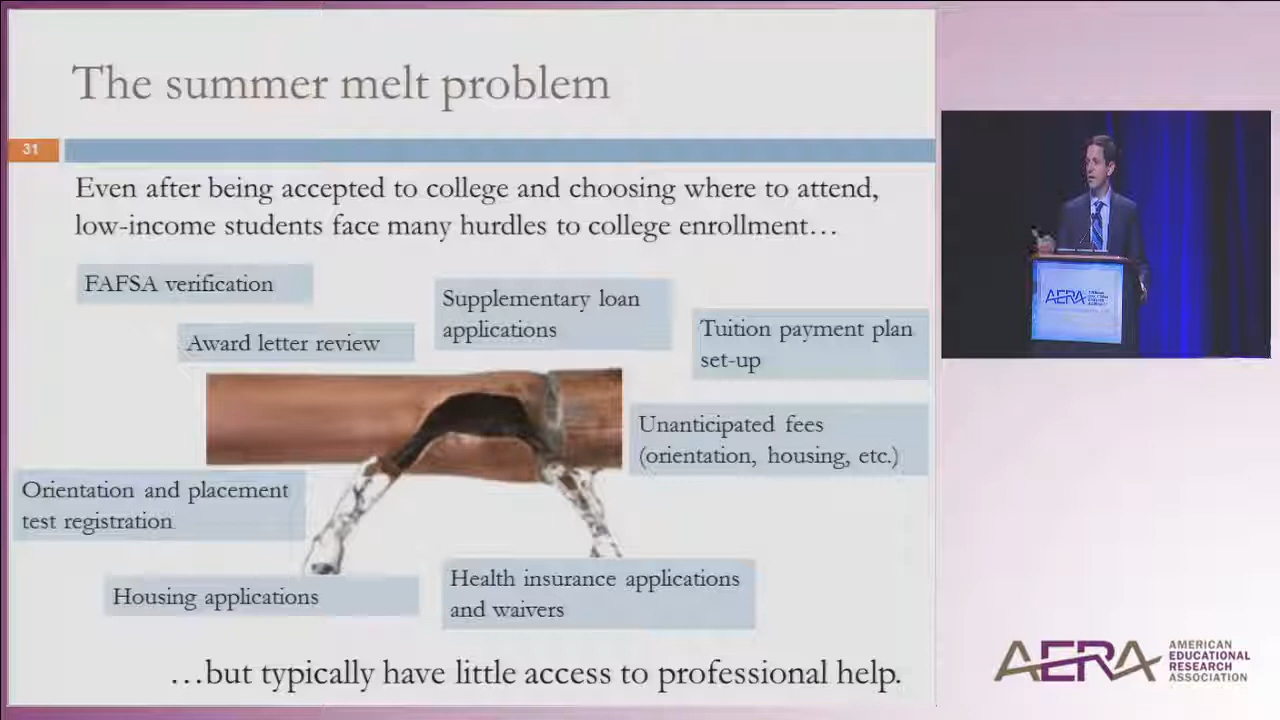 The summer melt problem
31
Even after being accepted to college and choosing where to attend,
low-income students face many hurdles to college enrollment…
FAFSA verification
Supplementary loan
applications
Award letter review
Tuition payment plan
set-up
Unanticipated fees
(orientation, housing, etc.)
Orientation and placement
test registration
Housing applications
Health insurance applications
and waivers
…but typically have little access to professional help.
AERA
AERA
AMERICAN
EDUCATIONAL
RESEARCH
ASSOCIATION